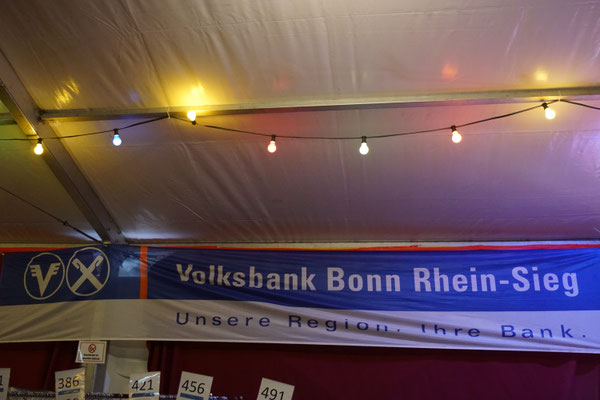 Volksbank Bonn Rhein-Sieg
Unsere Region. Ihre Bank.
386
421
456
491